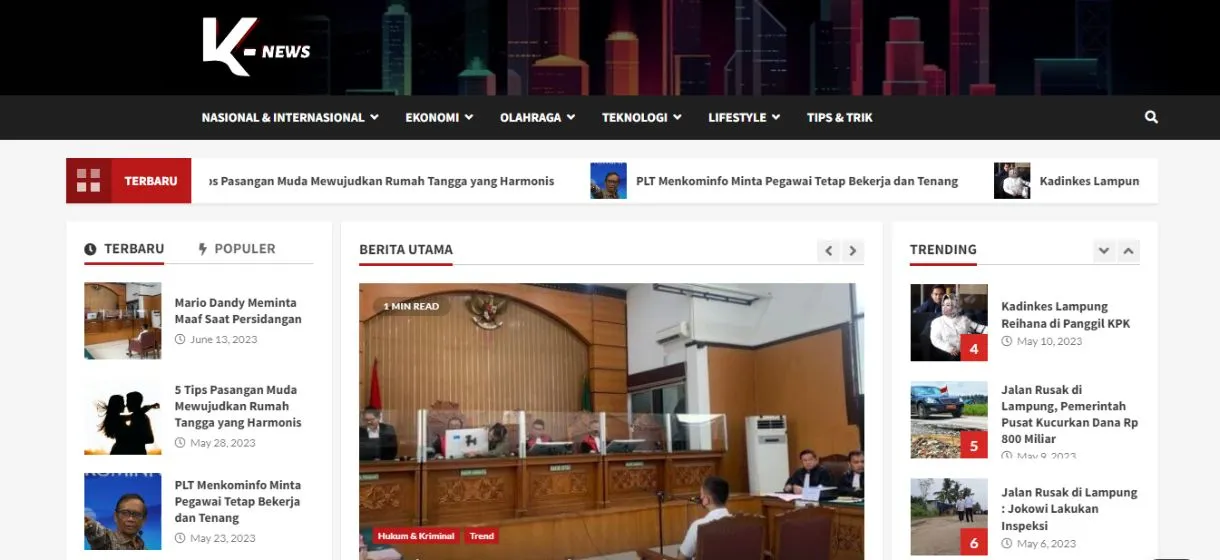 K- NEWS
NASIONAL & INTERNASIONAL
EKONOMI
OLAHRAGA
TEKNOLOGI
LIFESTYLE
TIPS & TRIK
TERBARU
ps Pasangan Muda Mewujudkan Rumah Tangga yang Harmonis
PLT Menkominfo Minta Pegawai Tetap Bekerja dan Tenang
Kadinkes Lampun
TERBARU
POPULER
Mario Dandy Meminta
Maaf Saat Persidangan
June 13, 2023
5 Tips Pasangan Muda
Mewujudkan Rumah
Tangga yang Harmonis
May 28, 2023
PLT Menkominfo Minta
Pegawai Tetap Bekerja
dan Tenang
May 23, 2023
BERITA UTAMA
1 MIN READ
Hukum & Kriminal
Trend
TRENDING
Kadinkes Lampung
Reihana di Panggil KPK
May 10, 2023
4
Jalan Rusak di
Lampung, Pemerintah
Pusat Kucurkan Dana Rp
800 Miliar
May 9, 2023
5
Jalan Rusak di Lampung
: Jokowi Lakukan
Inspeksi
May 6, 2023
6